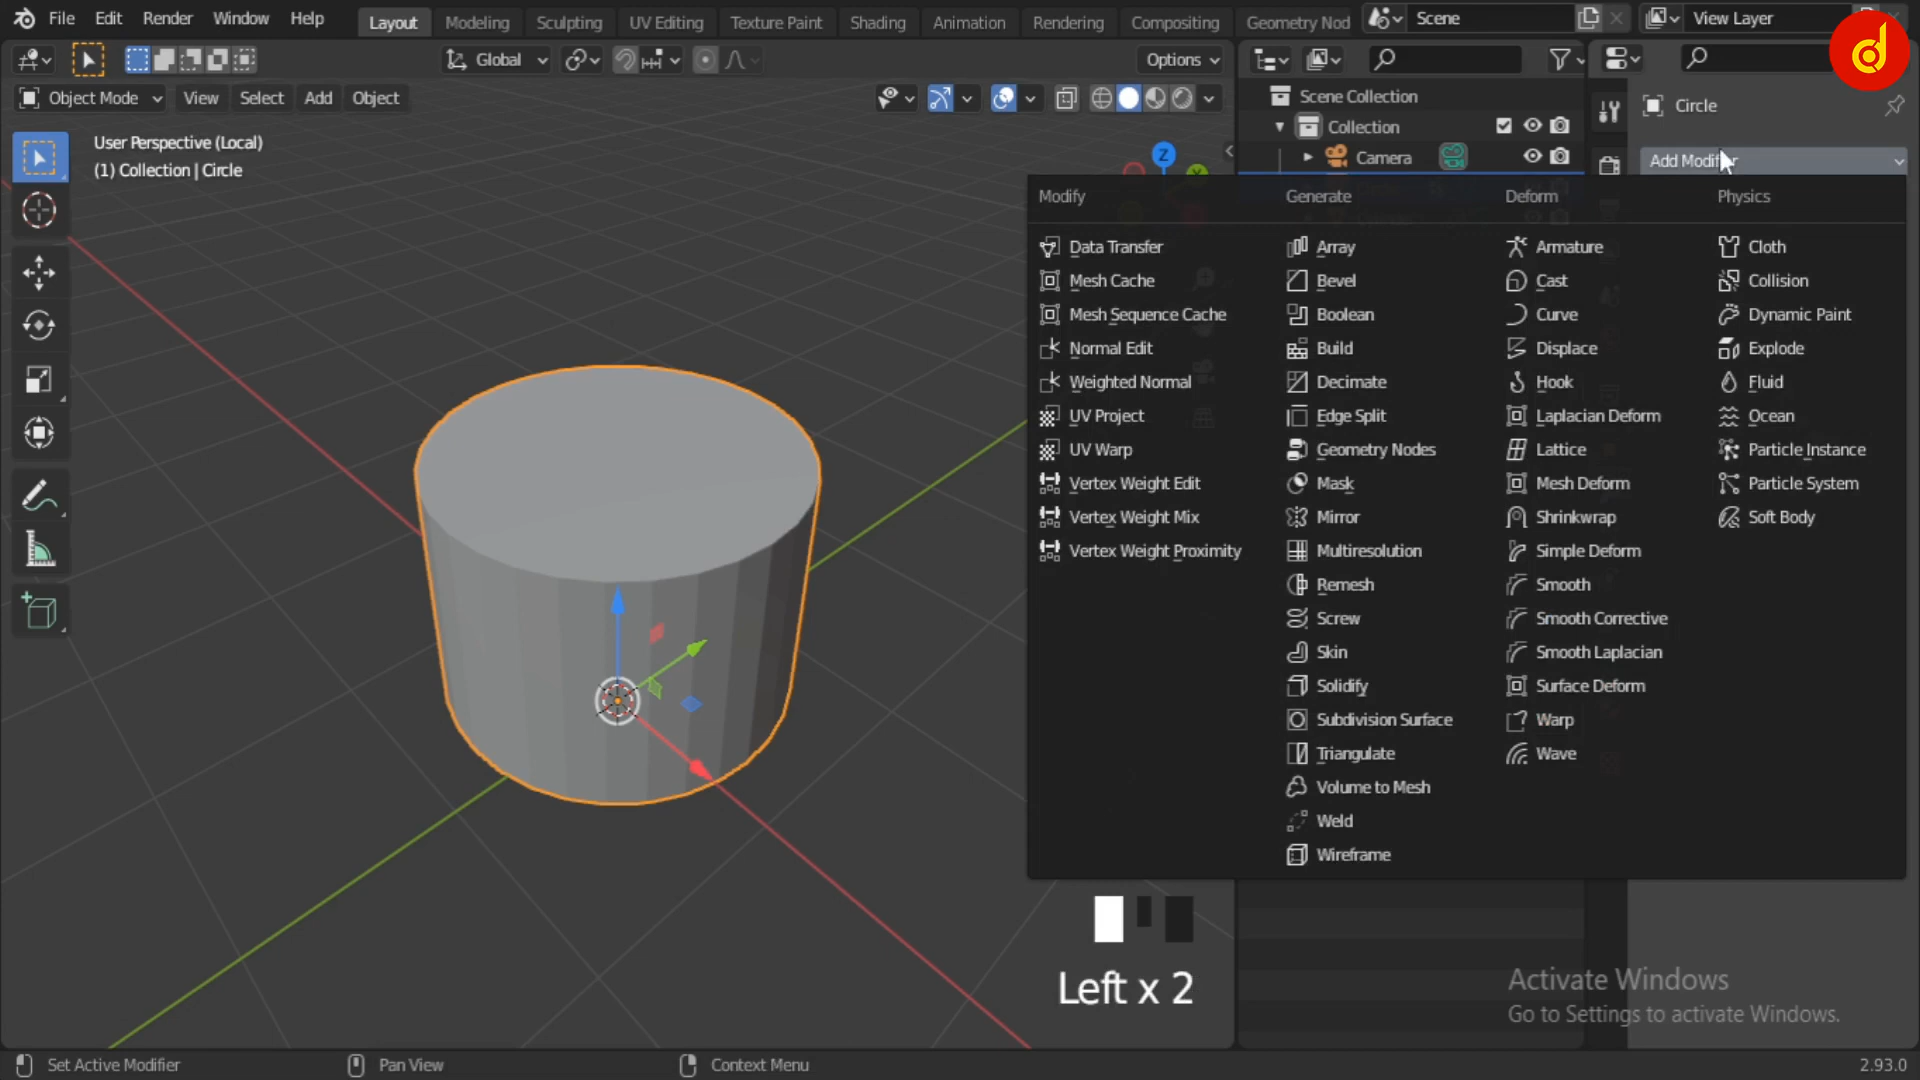 File Edit Render Window Help Layout Modeling Sculpting UV Editing Texture Paint Shading Animation Rendering Compositing Geometry Nod Scene View Layer
Global Options
Object Mode View Select Add Object
User Perspective (Local)
(1) Collection | Circle
Scene Collection
Collection
Camera
Circle
Add Modifier
Z
Modify
Data Transfer
Mesh Cache
Mesh Sequence Cache
Normal Edit
Weighted Normal
UV Project
UV Warp
Vertex Weight Edit
Vertex Weight Mix
Vertex Weight Proximity
Generate
Array
Bevel
Boolean
Build
Decimate
Edge Split
Geometry Nodes
Mask
Mirror
Multiresolution
Remesh
Screw
Skin
Solidify
Subdivision Surface
Triangulate
Volume to Mesh
Weld
Wireframe
Deform
Armature
Cast
Curve
Displace
Hook
Laplacian Deform
Lattice
Mesh Deform
Shrinkwrap
Simple Deform
Smooth
Smooth Corrective
Smooth Laplacian
Surface Deform
Warp
Wave
Physics
Cloth
Collision
Dynamic Paint
Explode
Fluid
Ocean
Particle Instance
Particle System
Soft Body
Left x 2
Activate Windows
Go to Settings to activate Windows.
Set Active Modifier Pan View Context Menu 2.93.0